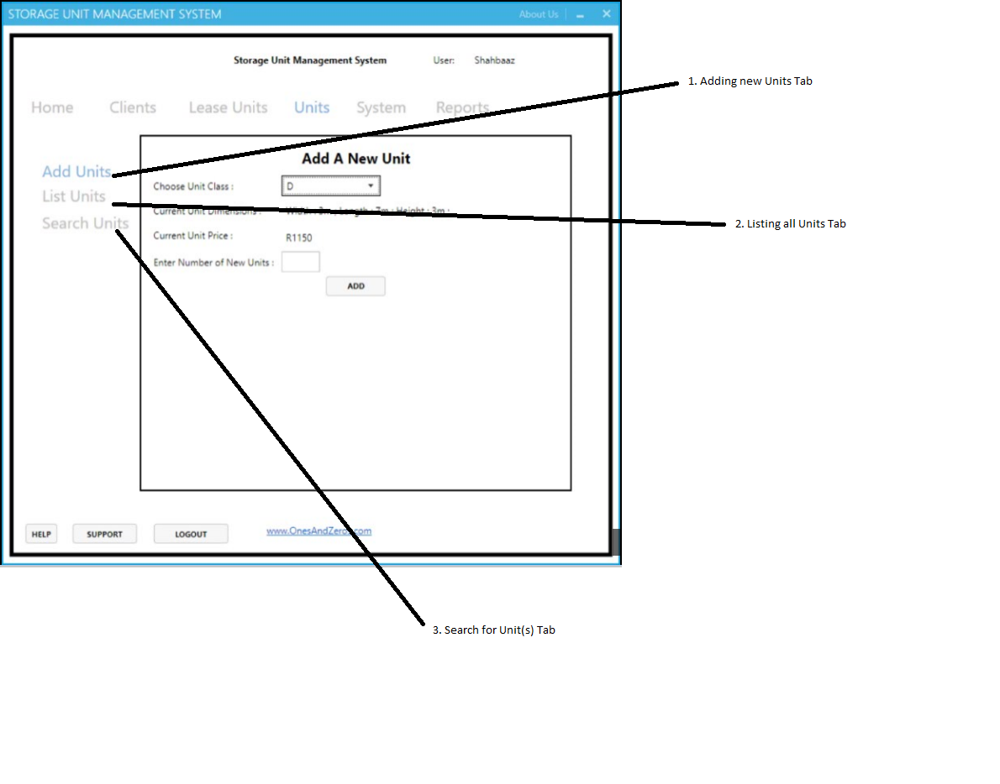 STORAGE UNIT MANAGEMENT SYSTEM About Us
Storage Unit Management System User: Shahbaaz
1. Adding new Units Tab
Home Clients Lease Units Units System Reports
Add A New Unit
Add Units
Choose Unit Class : D
List Units
Current Unit Dimensions : Width : Length : 7m ; Height : 3m ;
2. Listing all Units Tab
Search Units
Current Unit Price : R1150
Enter Number of New Units :
ADD
HELP SUPPORT LOGOUT www.OnesAndZeros.com
3. Search for Unit(s) Tab